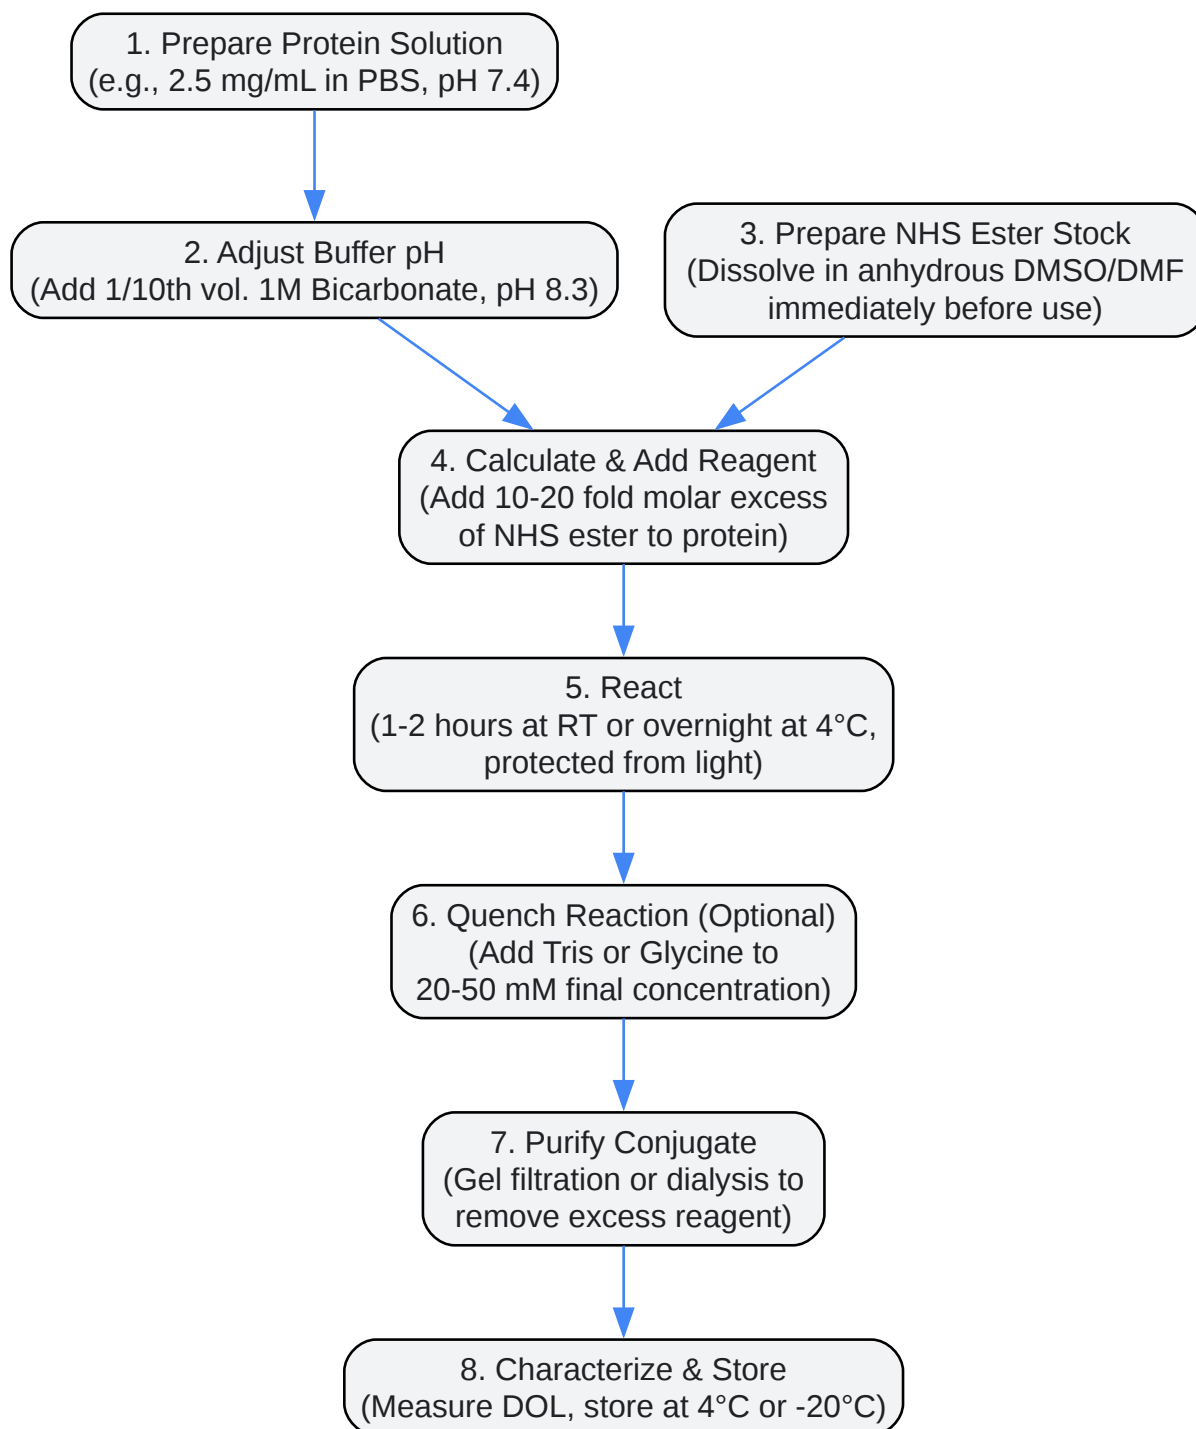 1. Prepare Protein Solution
(e.g., 2.5 mg/mL in PBS, pH 7.4)
2. Adjust Buffer pH
(Add 1/10th vol. 1M Bicarbonate, pH 8.3)
3. Prepare NHS Ester Stock
(Dissolve in anhydrous DMSO/DMF
immediately before use)
4. Calculate & Add Reagent
(Add 10-20 fold molar excess
of NHS ester to protein)
5. React
(1-2 hours at RT or overnight at 4°C,
protected from light)
6. Quench Reaction (Optional)
(Add Tris or Glycine to
20-50 mM final concentration)
7. Purify Conjugate
(Gel filtration or dialysis to
remove excess reagent)
8. Characterize & Store
(Measure DOL, store at 4°C or -20°C)